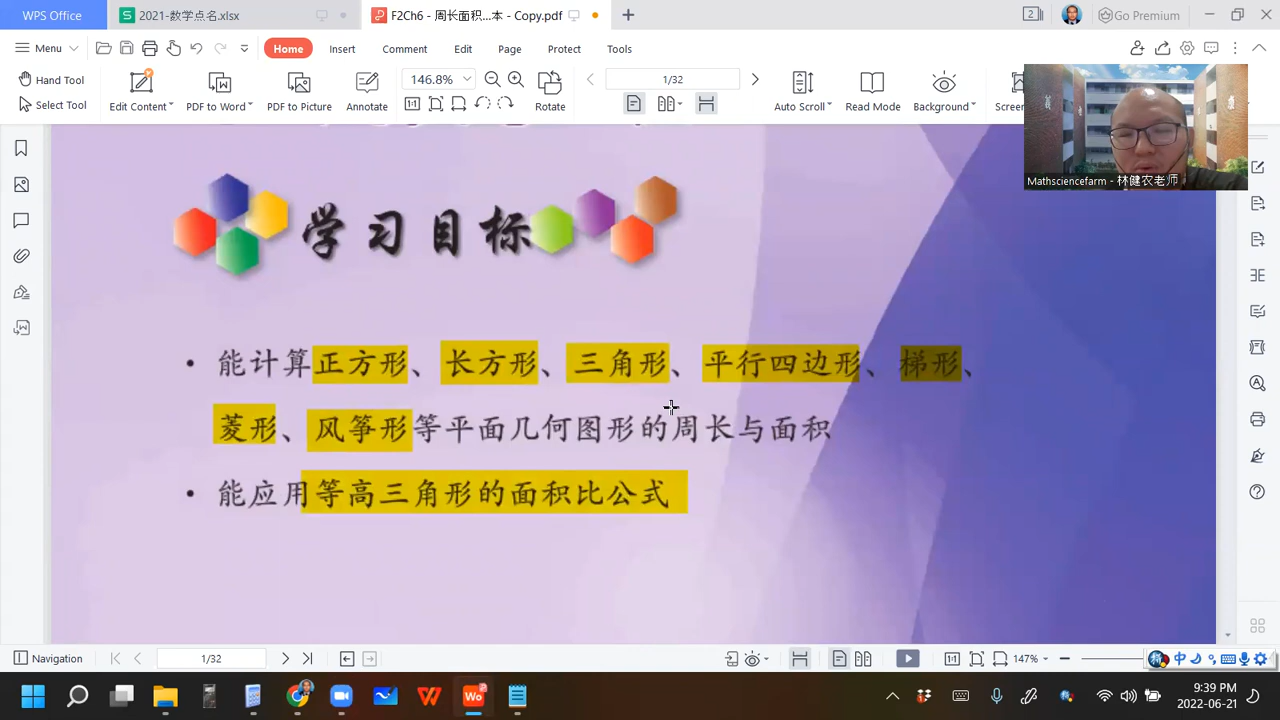 WPS Office
2021-数学点名.xlsx
F2Ch6 - 周长面积...本 - Copy.pdf
2
Go Premium
Menu
Home
Insert
Comment
Edit
Page
Protect
Tools
Hand Tool
Select Tool
Edit Content
PDF to Word
PDF to Picture
Annotate
146.8%
Rotate
1/32
Auto Scroll
Read Mode
Background
Screen
Mathsciencefarm - 林健农老师
学习目标
• 能计算正方形、长方形、三角形、平行四边形、梯形、
菱形、风筝形等平面几何图形的周长与面积
• 能应用等高三角形的面积比公式
Navigation
1/32
147%
中
9:39 PM
2022-06-21